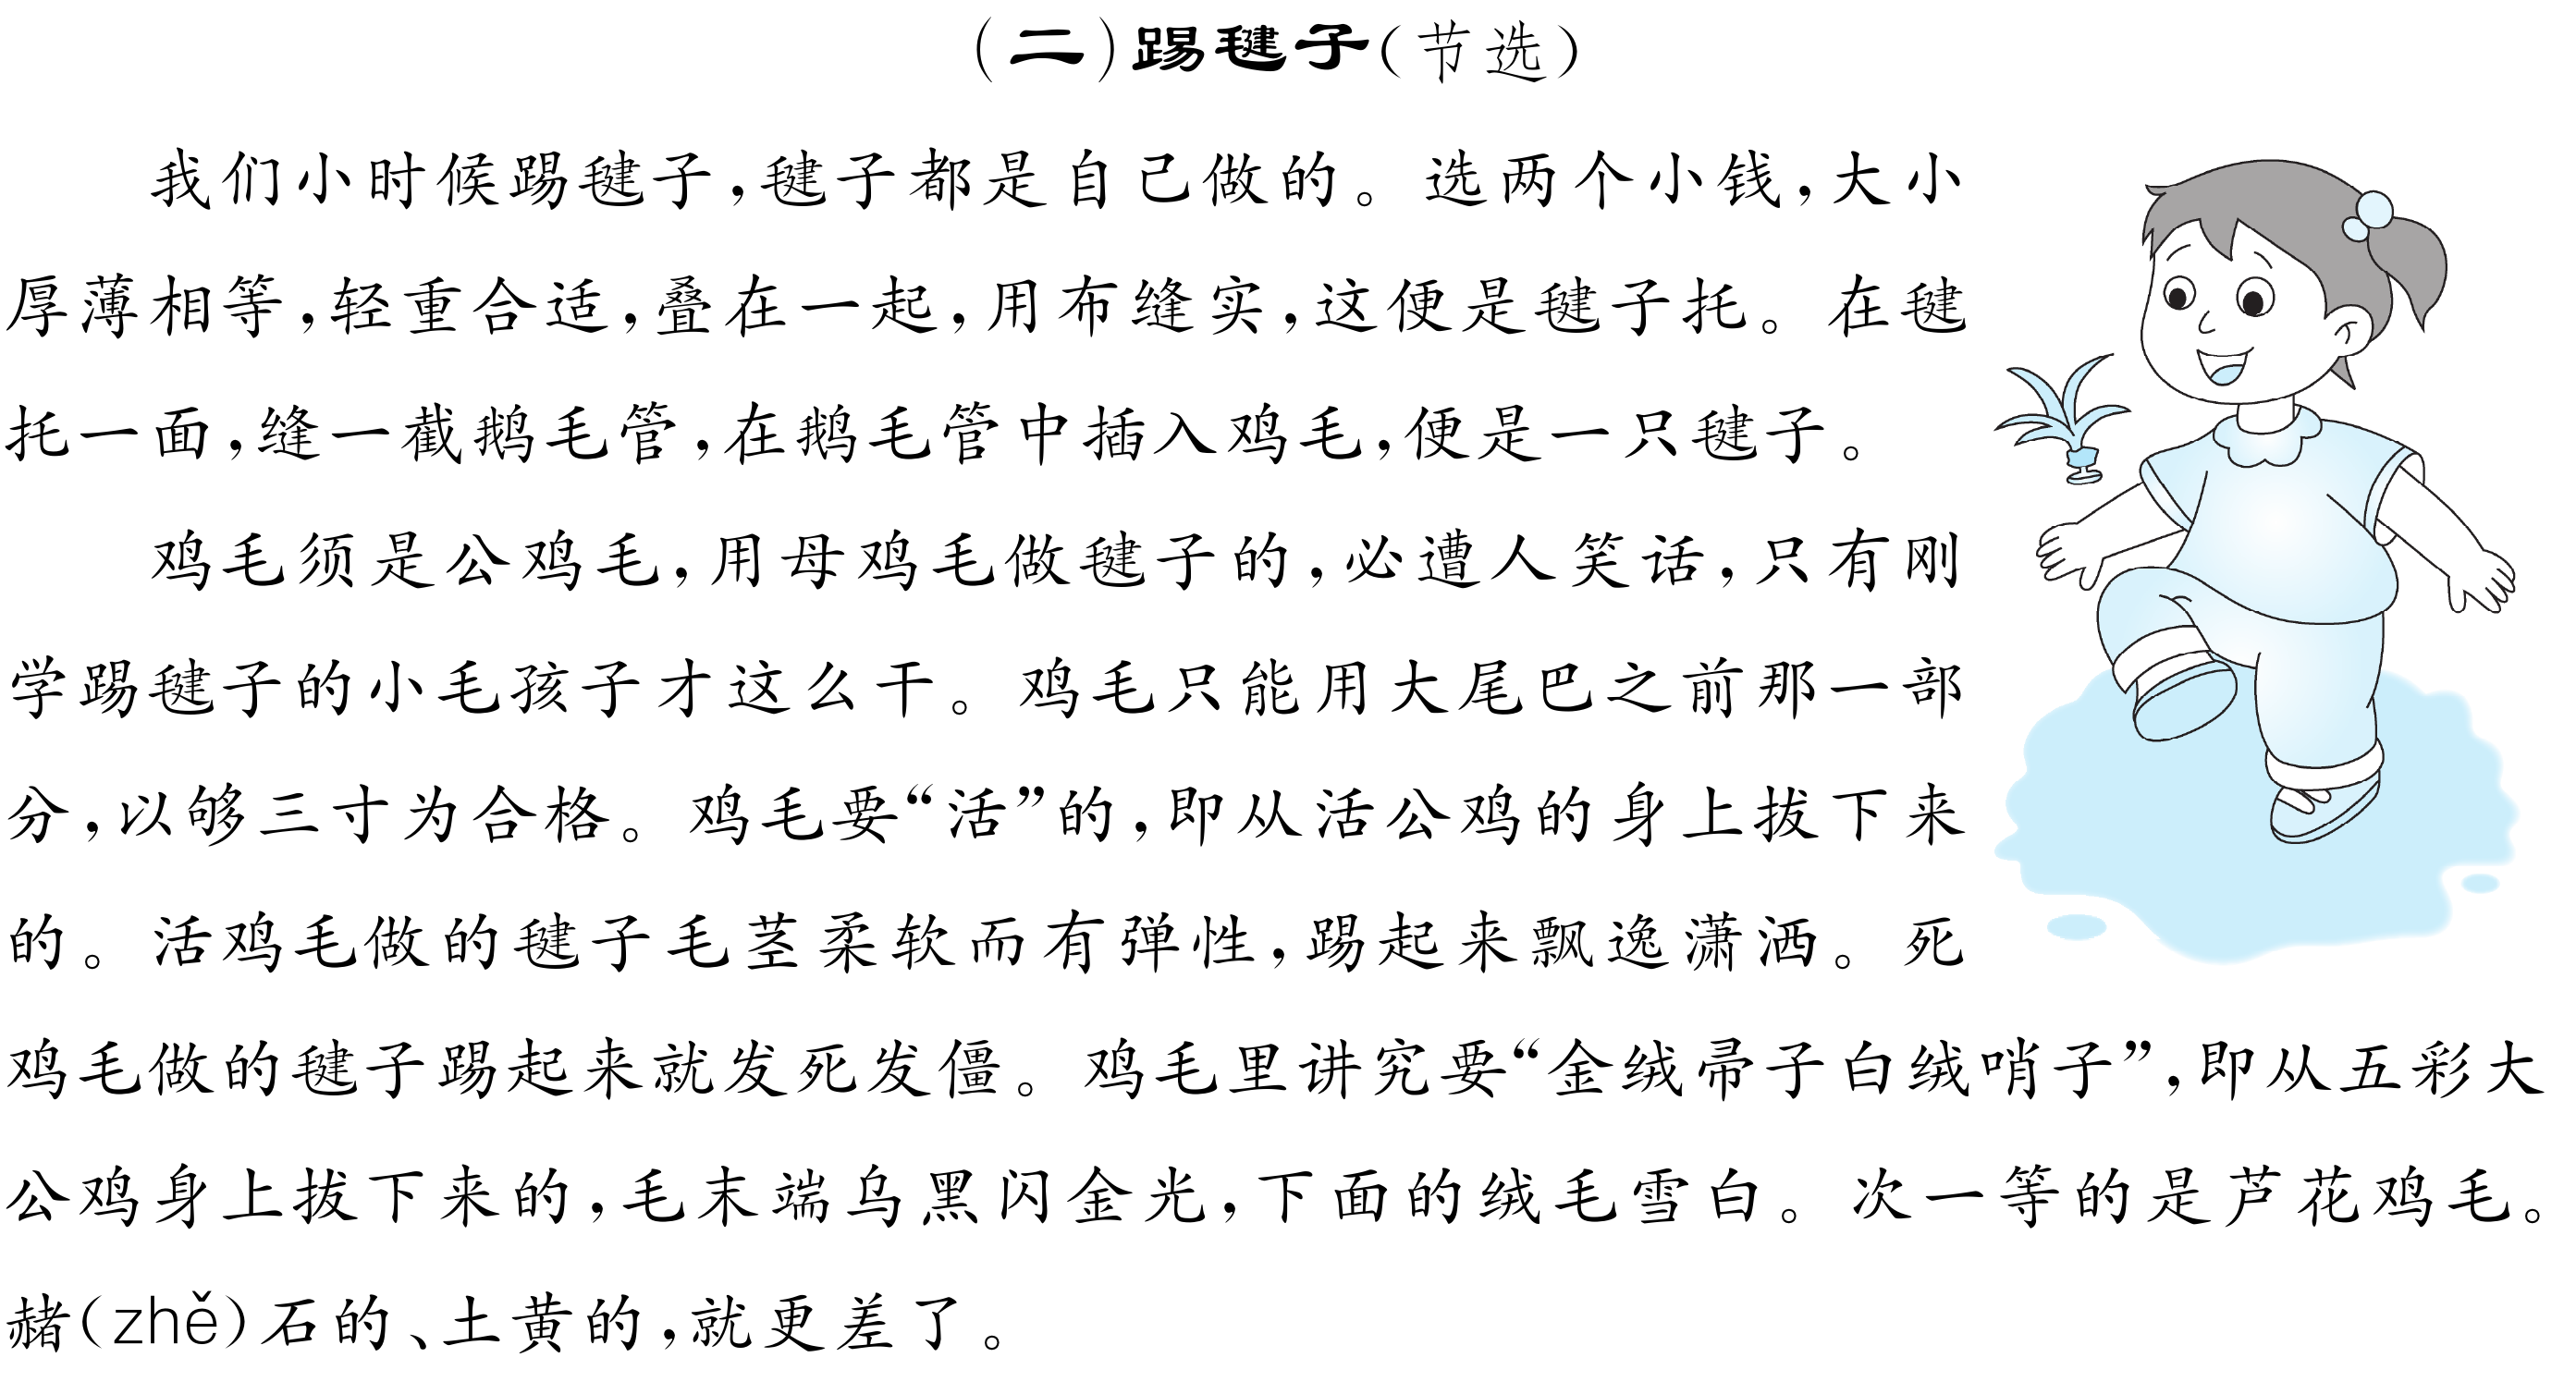 (二)踢毽子(节选)
我们小时候踢毽子,毽子都是自己做的。选两个小钱,大小
厚薄相等,轻重合适,叠在一起,用布缝实,这便是毽子托。在毽
托一面,缝一截鹅毛管,在鹅毛管中插入鸡毛,便是一只毽子。
鸡毛须是公鸡毛,用母鸡毛做毽子的,必遭人笑话,只有刚
学踢毽子的小毛孩子才这么干。鸡毛只能用大尾巴之前那一部
分,以够三寸为合格。鸡毛要“活”的,即从活公鸡的身上拔下来
的。活鸡毛做的毽子毛茎柔软而有弹性,踢起来飘逸潇洒。死
鸡毛做的毽子踢起来就发死发僵。鸡毛里讲究要“金绒帚子白绒哨子”,即从五彩大
公鸡身上拔下来的,毛末端乌黑闪金光,下面的绒毛雪白。次一等的是芦花鸡毛。
赭(zhě)石的、土黄的,就更差了。